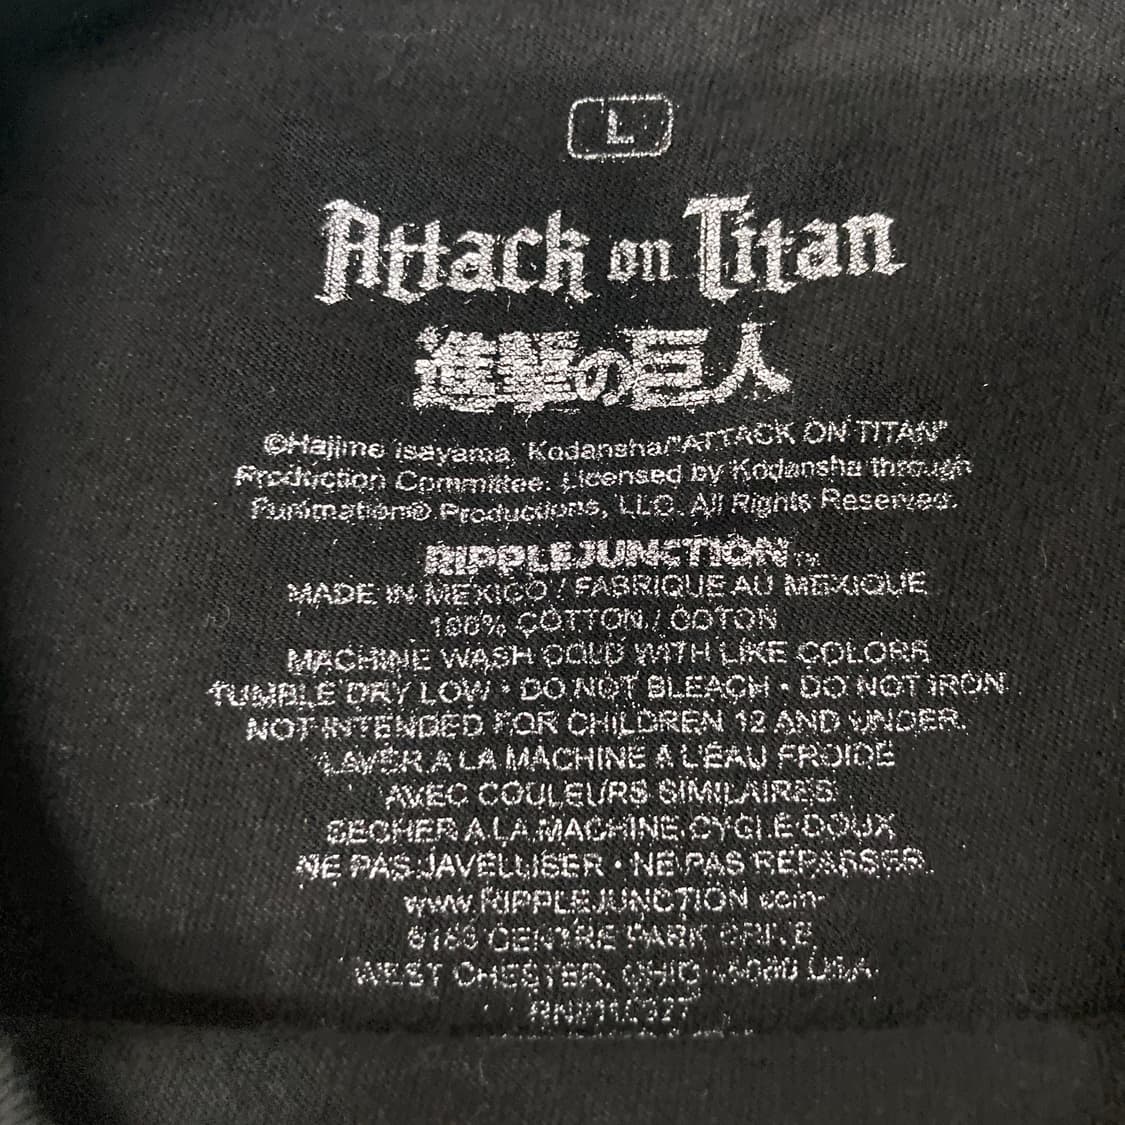 L
Attack on Titan
進撃の巨人
©Hajime Isayama, Kodansha/"ATTACK ON TITAN"
Production Committee. Licensed by Kodansha through
Funimation® Productions, LLC. All Rights Reserved.
RIPPLE JUNCTION™
MADE IN MEXICO / FABRIQUE AU MEXIQUE
100% COTTON / COTON
MACHINE WASH COLD WITH LIKE COLORS
TUMBLE DRY LOW • DO NOT BLEACH • DO NOT IRON
NOT INTENDED FOR CHILDREN 12 AND UNDER.
LAVER A LA MACHINE A L'EAU FROIDE
AVEC COULEURS SIMILAIRES
SECHER A LA MACHINE CYCLE DOUX
NE PAS JAVELLISER • NE PAS REPASSER
www.RIPPLEJUNCTION.com
CENTRE PARK DRIVE
WEST CHESTER, OHIO USA